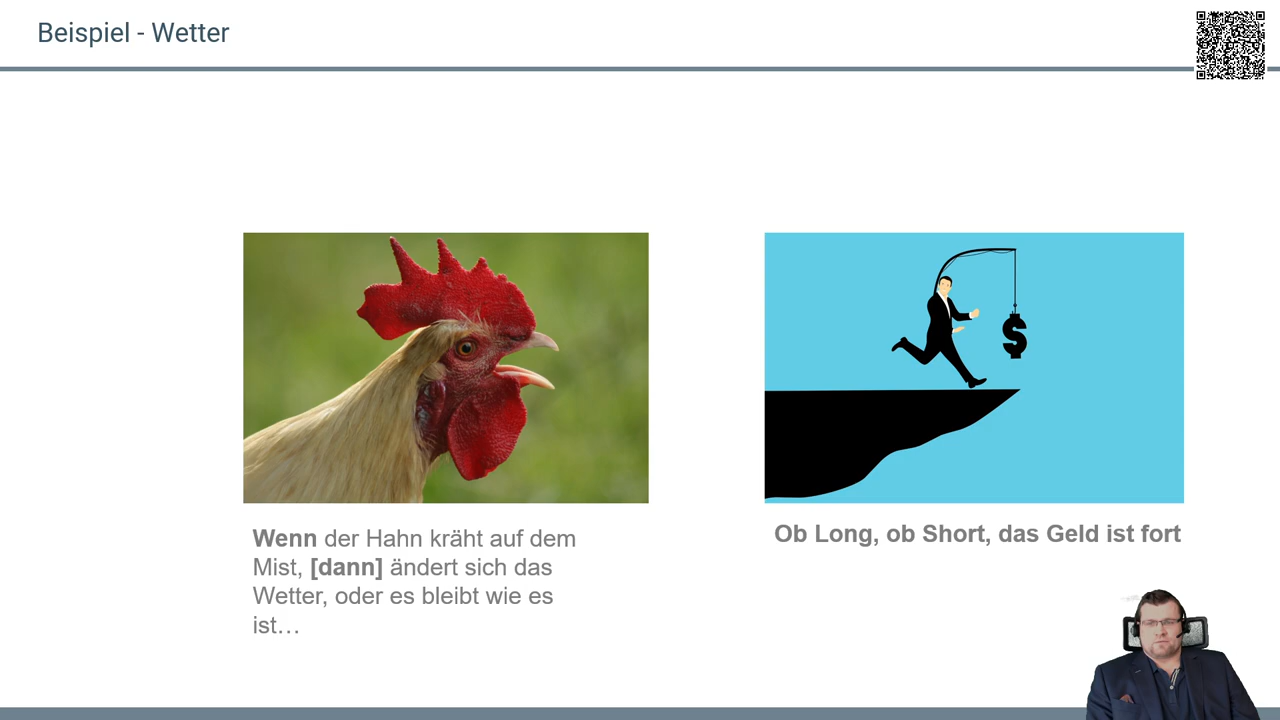 Beispiel - Wetter
Wenn der Hahn kräht auf dem
Mist, [dann] ändert sich das
Wetter, oder es bleibt wie es
ist…
$
Ob Long, ob Short, das Geld ist fort